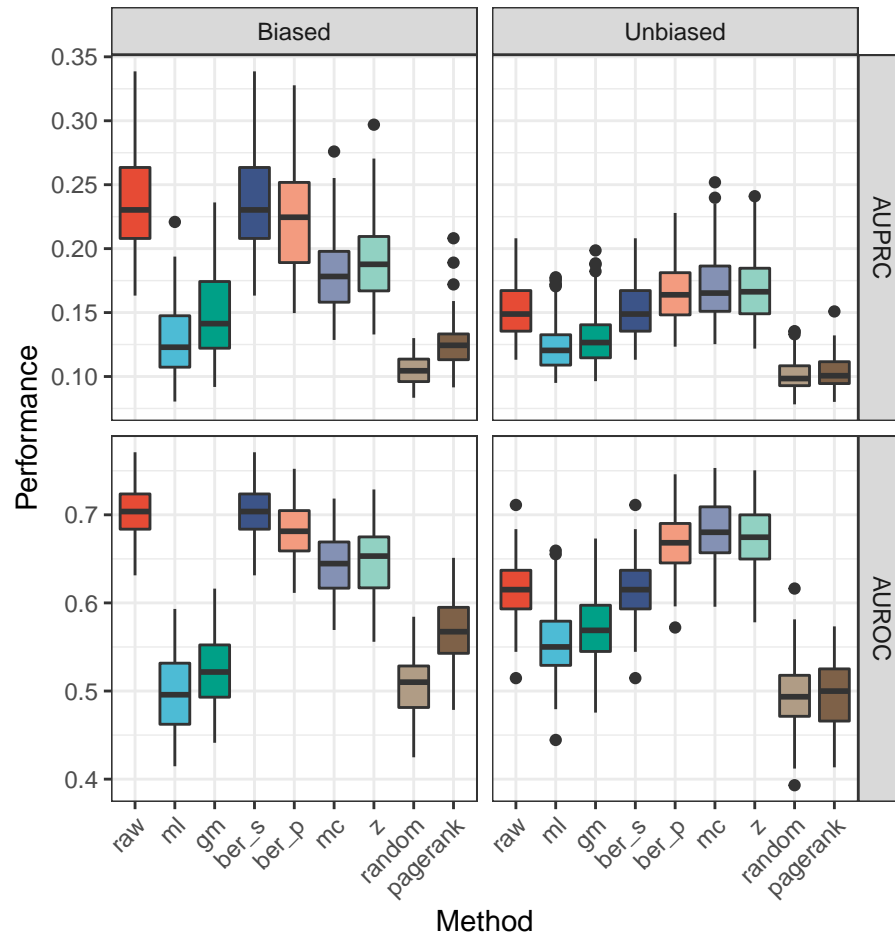 Biased
Unbiased
0.35
0.30
0.25
0.20
0.15
0.10
AUPRC
0.7
0.6
0.5
0.4
AUROC
Performance
raw
ml
gm
ber_s
ber_p
mc
z
random
pagerank
raw
ml
gm
ber_s
ber_p
mc
z
random
pagerank
Method